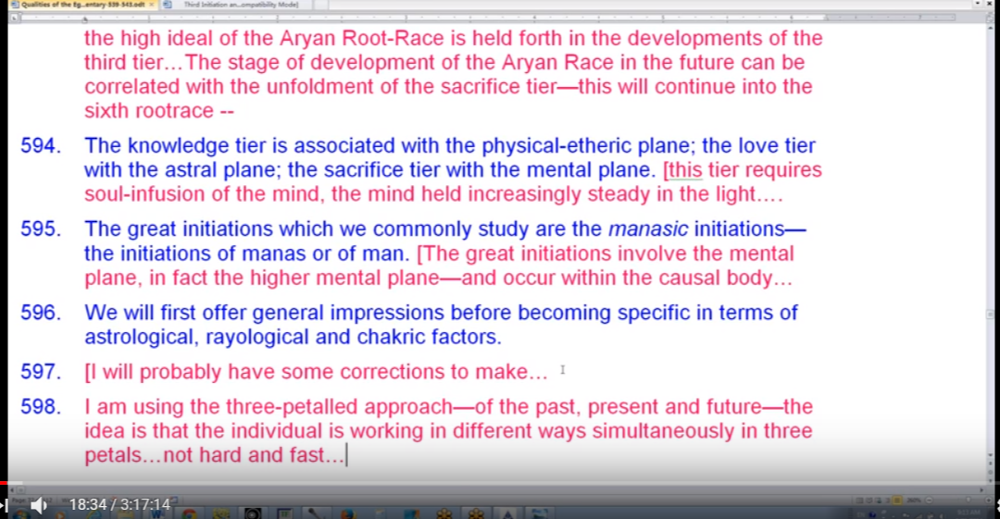 Qualities of the Eg...entary-539-543.odt
Third Initiation an...ompatibility Mode]
the high ideal of the Aryan Root-Race is held forth in the developments of the
third tier…The stage of development of the Aryan Race in the future can be
correlated with the unfoldment of the sacrifice tier—this will continue into the
sixth rootrace --
594. The knowledge tier is associated with the physical-etheric plane; the love tier
with the astral plane; the sacrifice tier with the mental plane. [this tier requires
soul-infusion of the mind, the mind held increasingly steady in the light….
595. The great initiations which we commonly study are the manasic initiations—
the initiations of manas or of man. [The great initiations involve the mental
plane, in fact the higher mental plane—and occur within the causal body…
596. We will first offer general impressions before becoming specific in terms of
astrological, rayological and chakric factors.
597. [I will probably have some corrections to make…
598. I am using the three-petalled approach—of the past, present and future—the
idea is that the individual is working in different ways simultaneously in three
petals…not hard and fast…
18:34 / 3:17:14